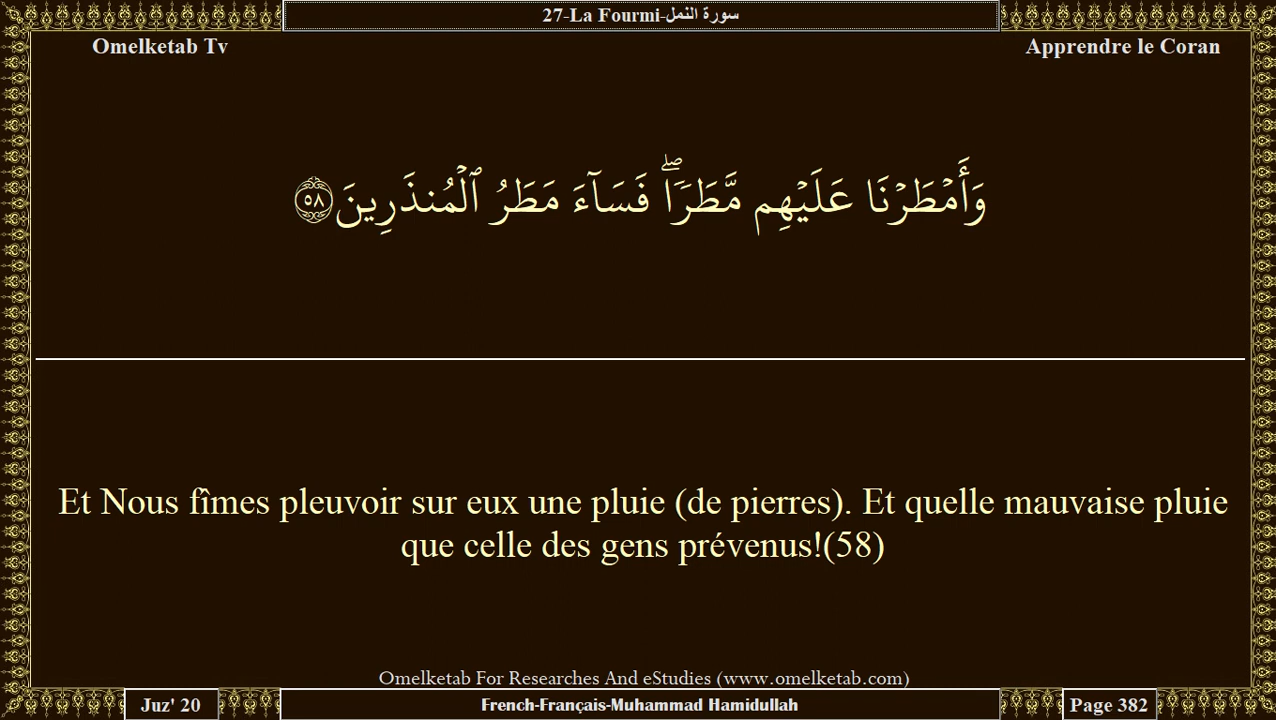 27-La Fourmi-سورة النمل
Omelketab Tv
Apprendre le Coran
وَأَمۡطَرۡنَا عَلَيۡهِم مَّطَرٗاۖ فَسَآءَ مَطَرُ ٱلۡمُنذَرِينَ ٥٨
Et Nous fîmes pleuvoir sur eux une pluie (de pierres). Et quelle mauvaise pluie
que celle des gens prévenus!(58)
Omelketab For Researches And eStudies (www.omelketab.com)
Juz' 20
French-Français-Muhammad Hamidullah
Page 382